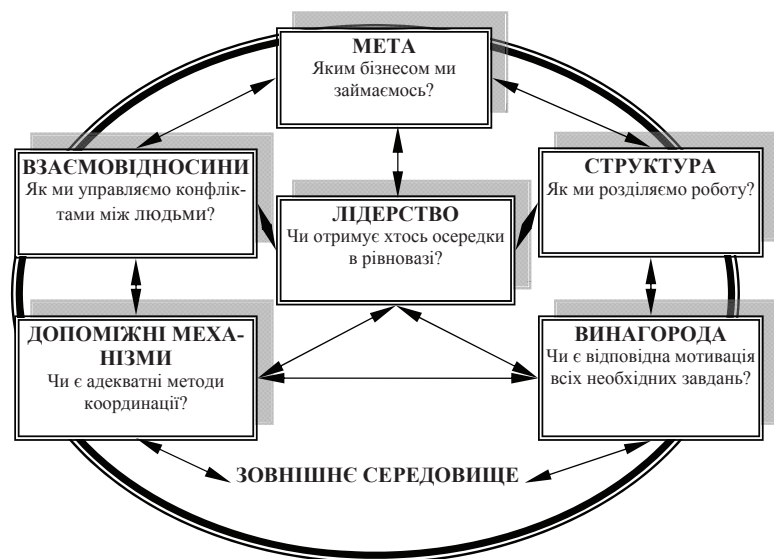 МЕТА
Яким бізнесом ми
займаємось?
ВЗАЄМОВІДНОСИНИ
Як ми управляємо конфлік-
тами між людьми?
СТРУКТУРА
Як ми розділяємо роботу?
ЛІДЕРСТВО
Чи отримує хтось осередки
в рівновазі?
ДОПОМІЖНІ МЕХА-
НІЗМИ
Чи є адекватні методи
координації?
ВИНАГОРОДА
Чи є відповідна мотивація
всіх необхідних завдань?
ЗОВНІШНЄ СЕРЕДОВИЩЕ